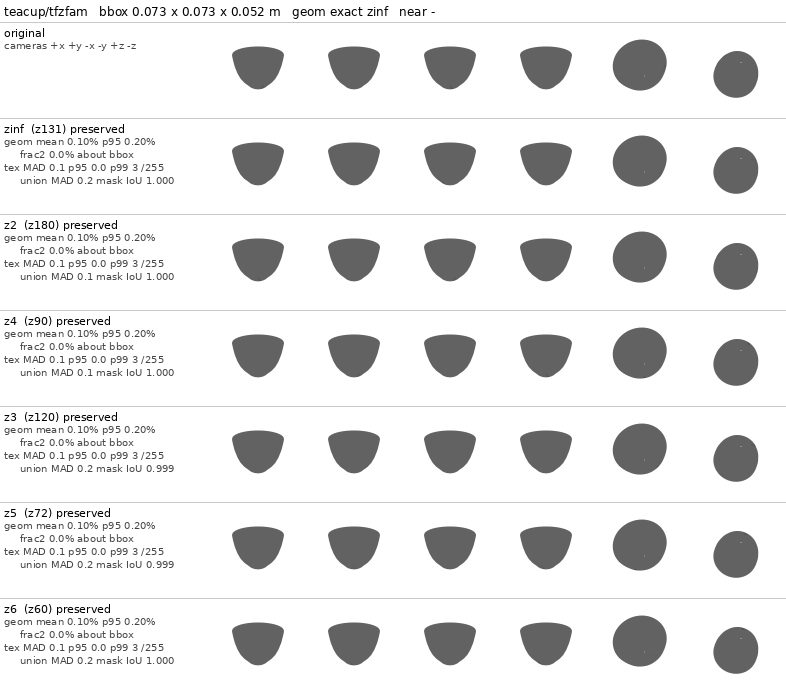 teacup/tfzfam bbox 0.073 x 0.073 x 0.052 m geom exact zinf near -
original
cameras +x +y -x -y +z -z
zinf (z131) preserved
geom mean 0.10% p95 0.20%
frac2 0.0% about bbox
tex MAD 0.1 p95 0.0 p99 3 /255
union MAD 0.2 mask IoU 1.000
z2 (z180) preserved
geom mean 0.10% p95 0.20%
frac2 0.0% about bbox
tex MAD 0.1 p95 0.0 p99 3 /255
union MAD 0.1 mask IoU 1.000
z4 (z90) preserved
geom mean 0.10% p95 0.20%
frac2 0.0% about bbox
tex MAD 0.1 p95 0.0 p99 3 /255
union MAD 0.1 mask IoU 1.000
z3 (z120) preserved
geom mean 0.10% p95 0.20%
frac2 0.0% about bbox
tex MAD 0.1 p95 0.0 p99 3 /255
union MAD 0.2 mask IoU 0.999
z5 (z72) preserved
geom mean 0.10% p95 0.20%
frac2 0.0% about bbox
tex MAD 0.1 p95 0.0 p99 3 /255
union MAD 0.2 mask IoU 0.999
z6 (z60) preserved
geom mean 0.10% p95 0.20%
frac2 0.0% about bbox
tex MAD 0.1 p95 0.0 p99 3 /255
union MAD 0.2 mask IoU 1.000